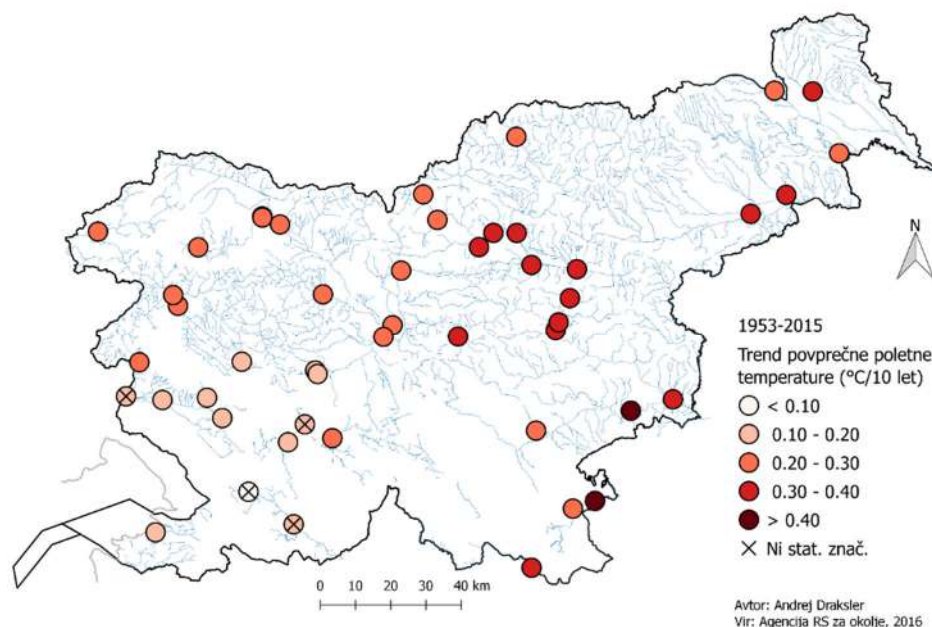 N
1953-2015
Trend povprečne poletne
temperature (°C/10 let)
< 0.10
0.10 - 0.20
0.20 - 0.30
0.30 - 0.40
> 0.40
Ni stat. znač.
0 10 20 30 40 km
Avtor: Andrej Draksler
Vir: Agencija RS za okolje, 2016